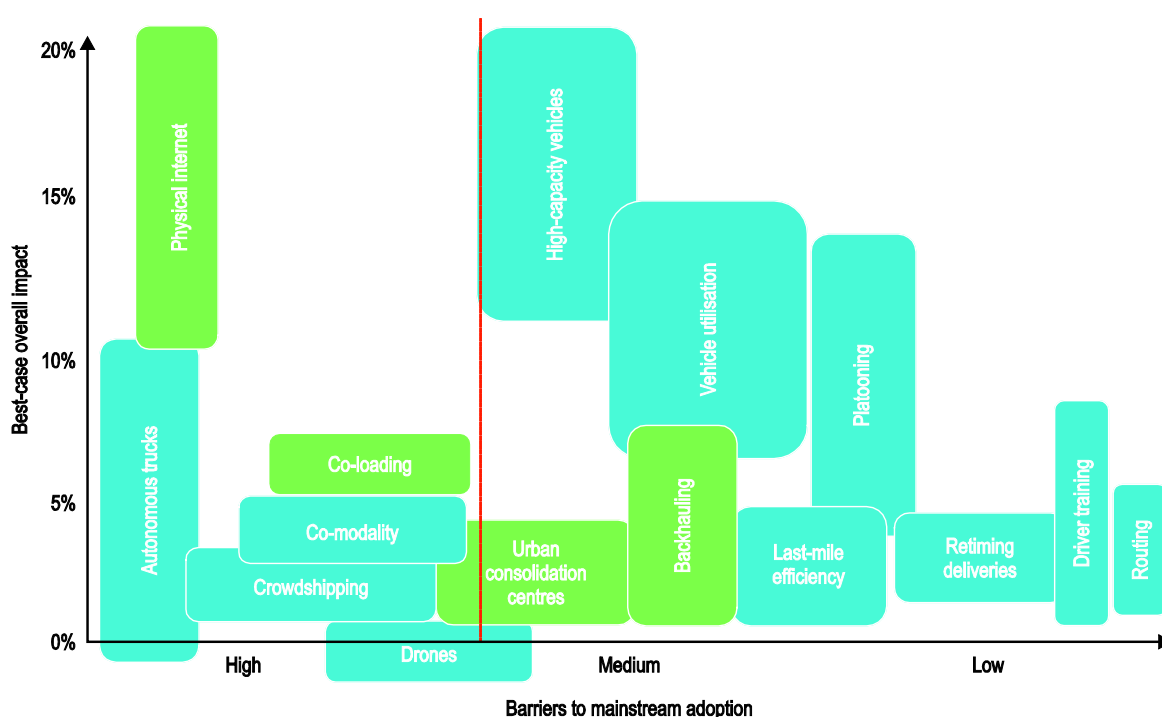 20%
15%
10%
5%
0%
Best-case overall impact
Physical internet
High-capacity vehicles
Vehicle utilisation
Platooning
Autonomous trucks
Co-loading
Co-modality
Crowdshipping
Drones
Urban
consolidation
centres
Backhauling
Last-mile
efficiency
Retiming
deliveries
Driver training
Routing
High
Medium
Low
Barriers to mainstream adoption